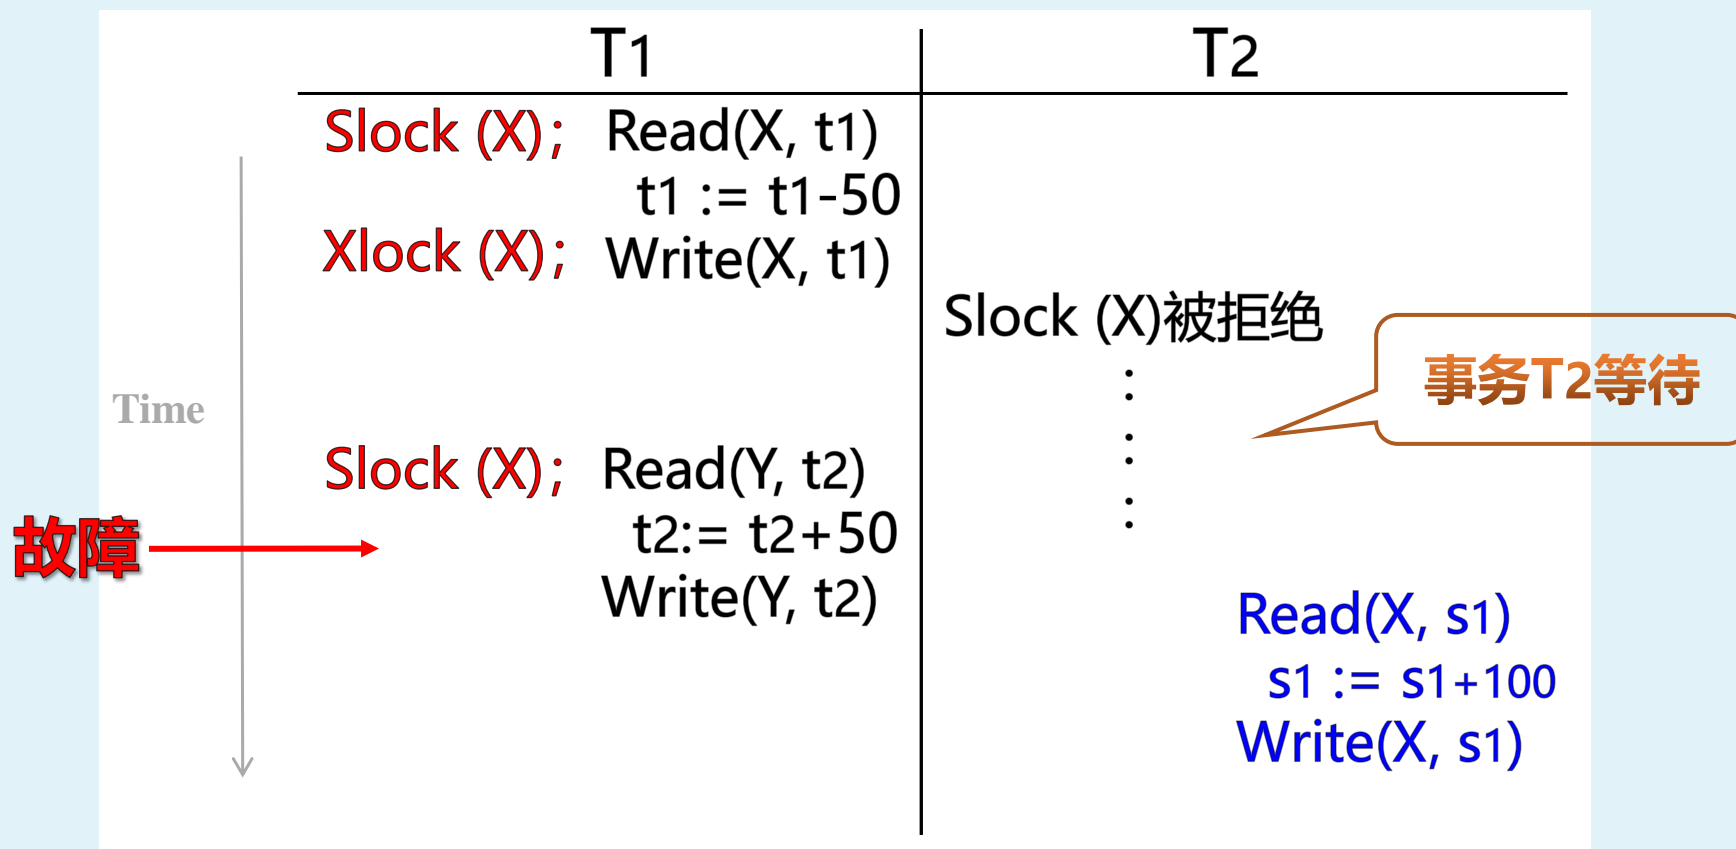 T1 T2
Slock (X); Read(X, t1)
t1 := t1-50
Xlock (X); Write(X, t1)
Slock (X)被拒绝
事务T2等待
Time
Slock (X); Read(Y, t2)
t2:= t2+50
故障
Write(Y, t2)
Read(X, s1)
s1 := s1+100
Write(X, s1)